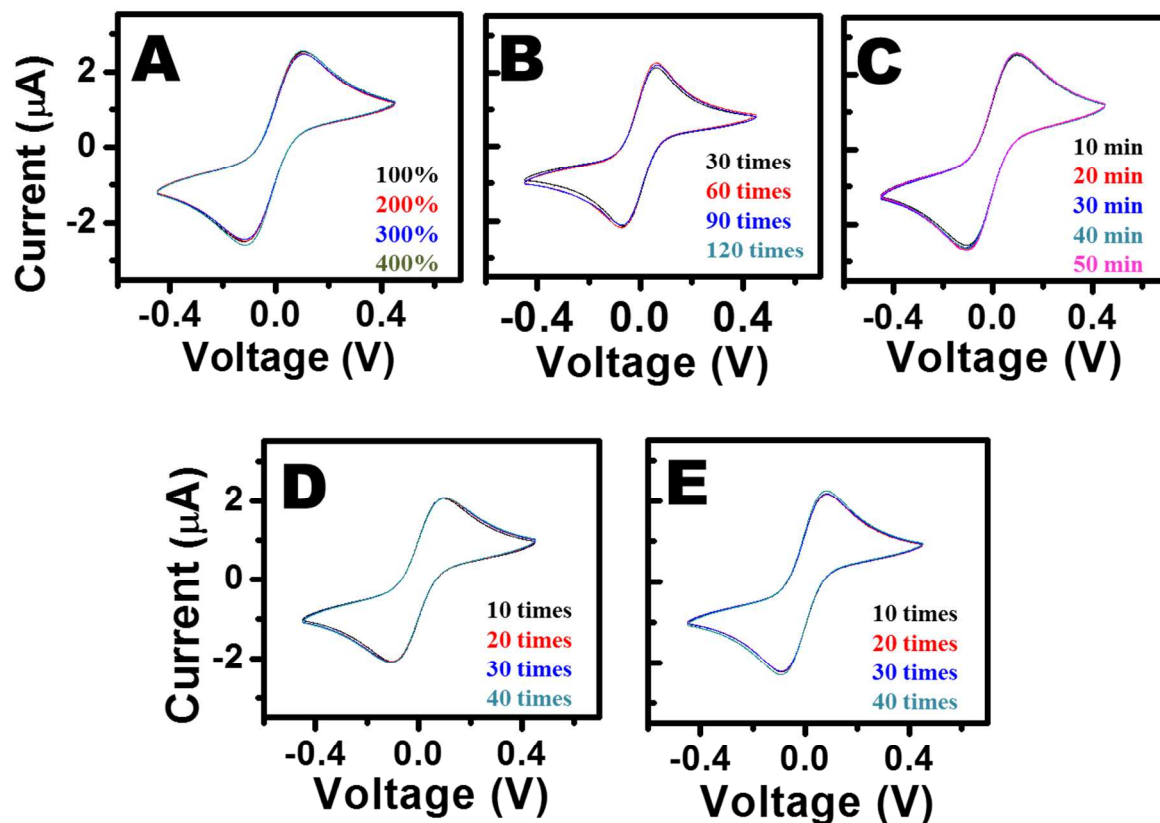 A
Current (μA)
2
0
-2
100%
200%
300%
400%
-0.4 0.0 0.4
Voltage (V)
B
30 times
60 times
90 times
120 times
-0.4 0.0 0.4
Voltage (V)
C
10 min
20 min
30 min
40 min
50 min
-0.4 0.0 0.4
Voltage (V)
D
Current (μA)
2
0
-2
10 times
20 times
30 times
40 times
-0.4 0.0 0.4
Voltage (V)
E
10 times
20 times
30 times
40 times
-0.4 0.0 0.4
Voltage (V)